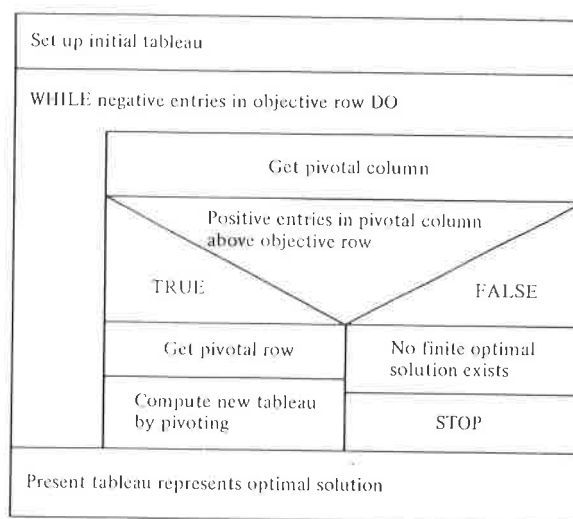 Set up initial tableau
WHILE negative entries in objective row DO
Get pivotal column
Positive entries in pivotal column
above objective row
TRUE
FALSE
Get pivotal row
No finite optimal
solution exists
Compute new tableau
by pivoting
STOP
Present tableau represents optimal solution